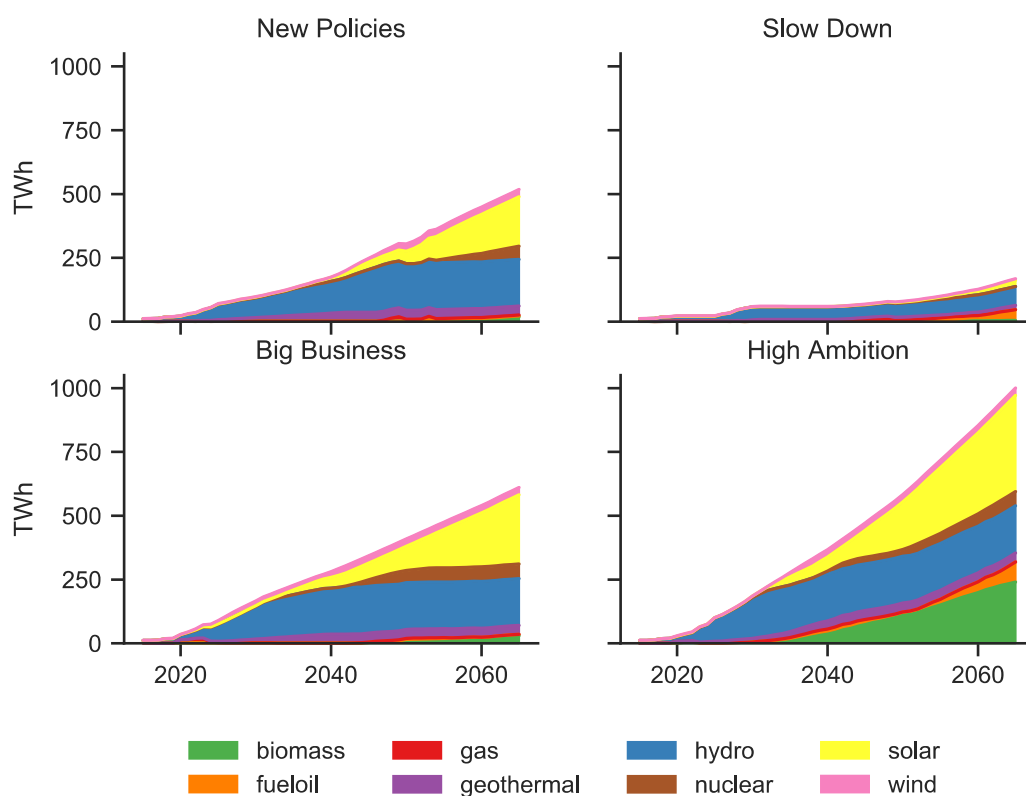 New Policies
Slow Down
1000
750
500
250
0
TWh
Big Business
High Ambition
1000
750
500
250
0
TWh
2020
2040
2060
2020
2040
2060
biomass
gas
hydro
solar
fueloil
geothermal
nuclear
wind